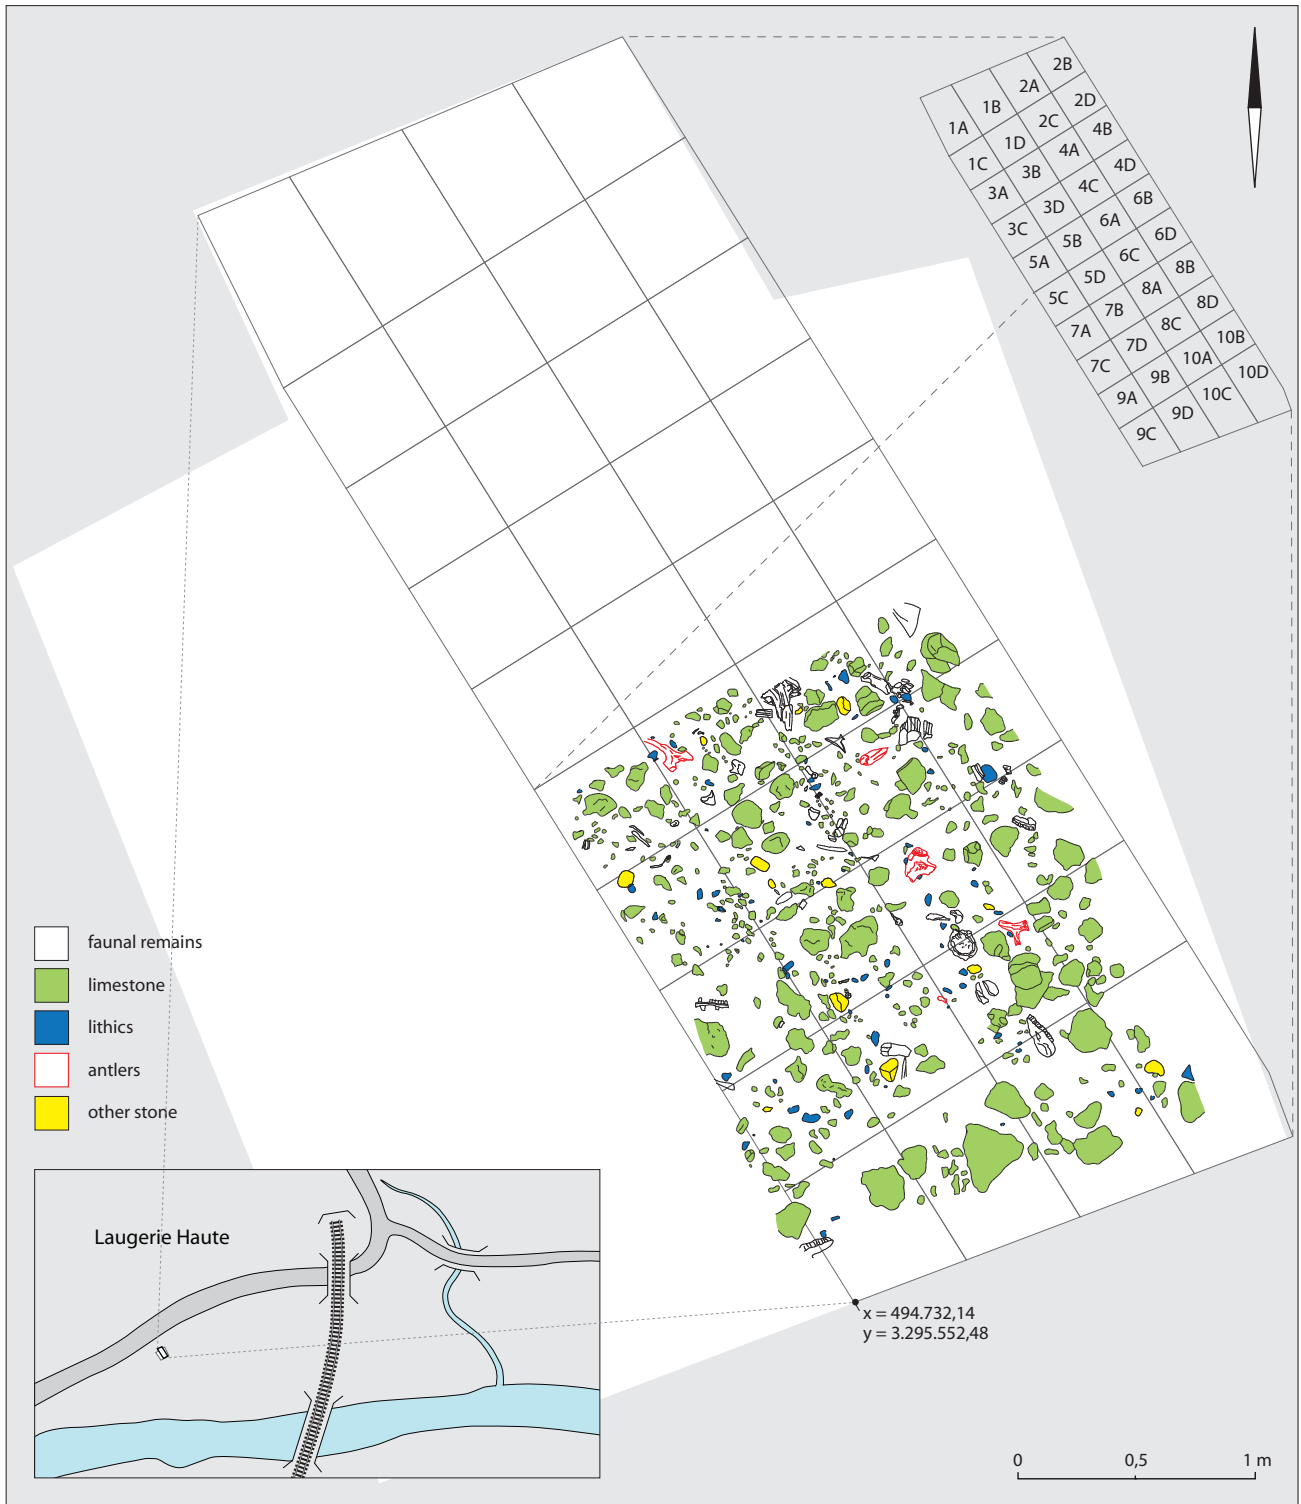 2B
2A
1B
1A
2D
2C
1D
1C
4B
4A
3B
3A
4D
4C
3D
3C
6B
6A
5B
5A
6D
6C
5D
5C
8B
8A
7B
7A
8D
8C
7D
7C
10B
10A
9B
9A
10D
10C
9D
9C
faunal remains
limestone
lithics
antlers
other stone
Laugerie Haute
x = 494.732,14
y = 3.295.552,48
0 0,5 1 m